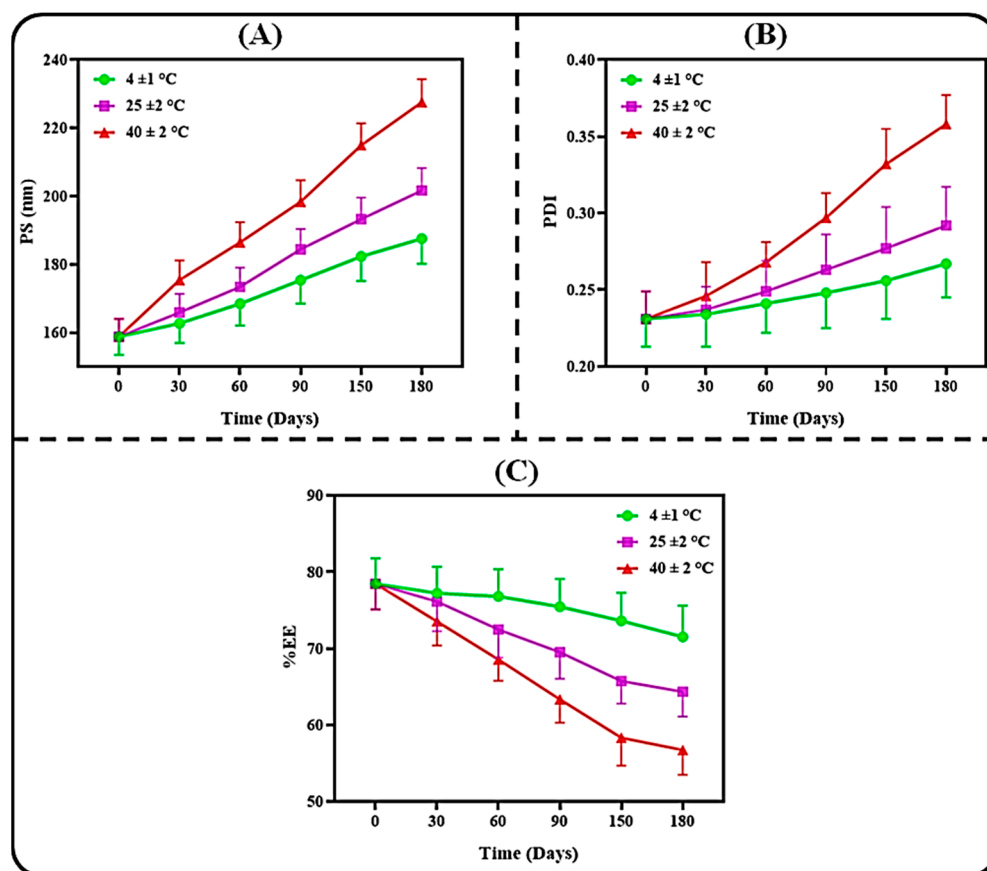 (A)
240
220
200
180
160
PS (nm)
4 ±1 °C
25 ±2 °C
40 ± 2 °C
0 30 60 90 150 180
Time (Days)
(B)
0.40
0.35
0.30
0.25
0.20
PDI
4 ±1 °C
25 ±2 °C
40 ± 2 °C
0 30 60 90 150 180
Time (Days)
(C)
90
80
70
60
50
%EE
4 ±1 °C
25 ±2 °C
40 ± 2 °C
0 30 60 90 150 180
Time (Days)